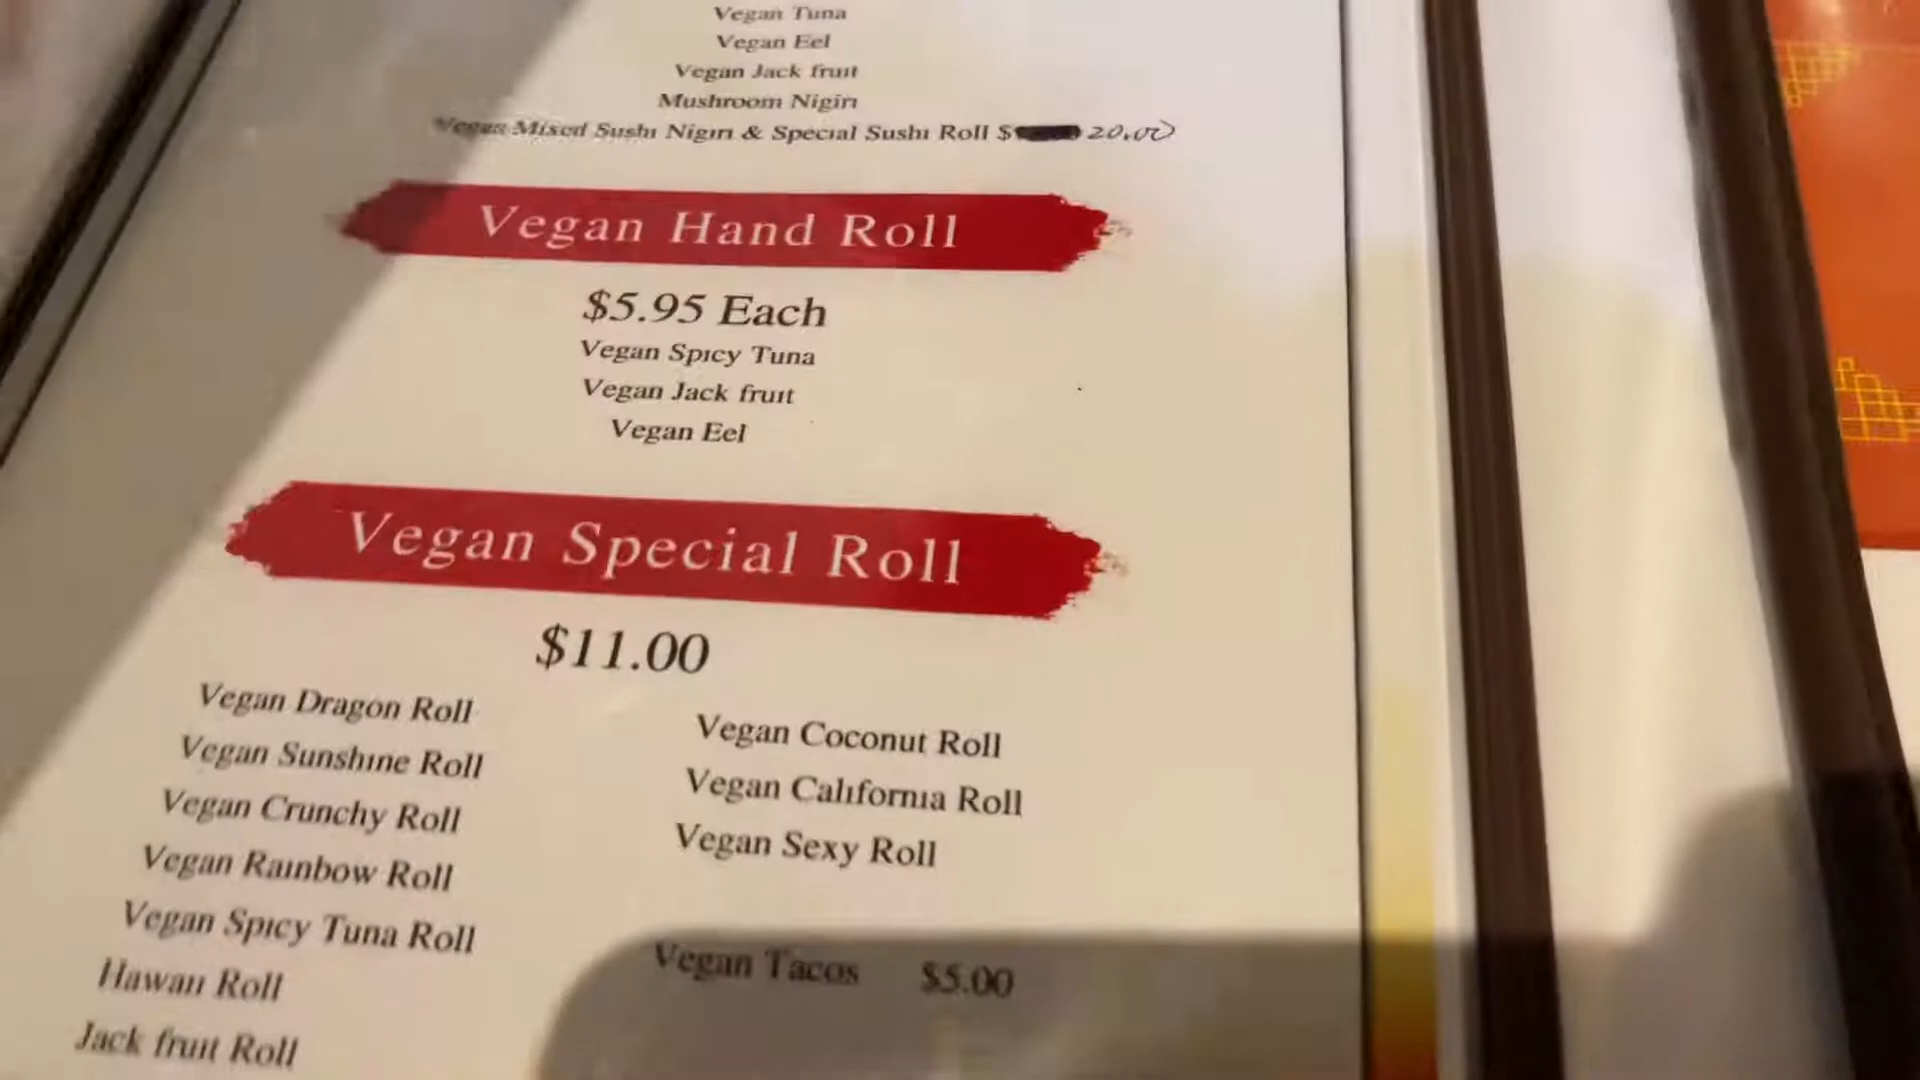 Vegan Tuna
Vegan Eel
Vegan Jack fruit
Mushroom Nigiri
Vegan Mixed Sushi Nigiri & Special Sushi Roll $ 20.00
Vegan Hand Roll
$5.95 Each
Vegan Spicy Tuna
Vegan Jack fruit
Vegan Eel
Vegan Special Roll
$11.00
Vegan Dragon Roll
Vegan Sunshine Roll
Vegan Crunchy Roll
Vegan Rainbow Roll
Vegan Spicy Tuna Roll
Hawaii Roll
Jack fruit Roll
Vegan Coconut Roll
Vegan California Roll
Vegan Sexy Roll
Vegan Tacos $5.00